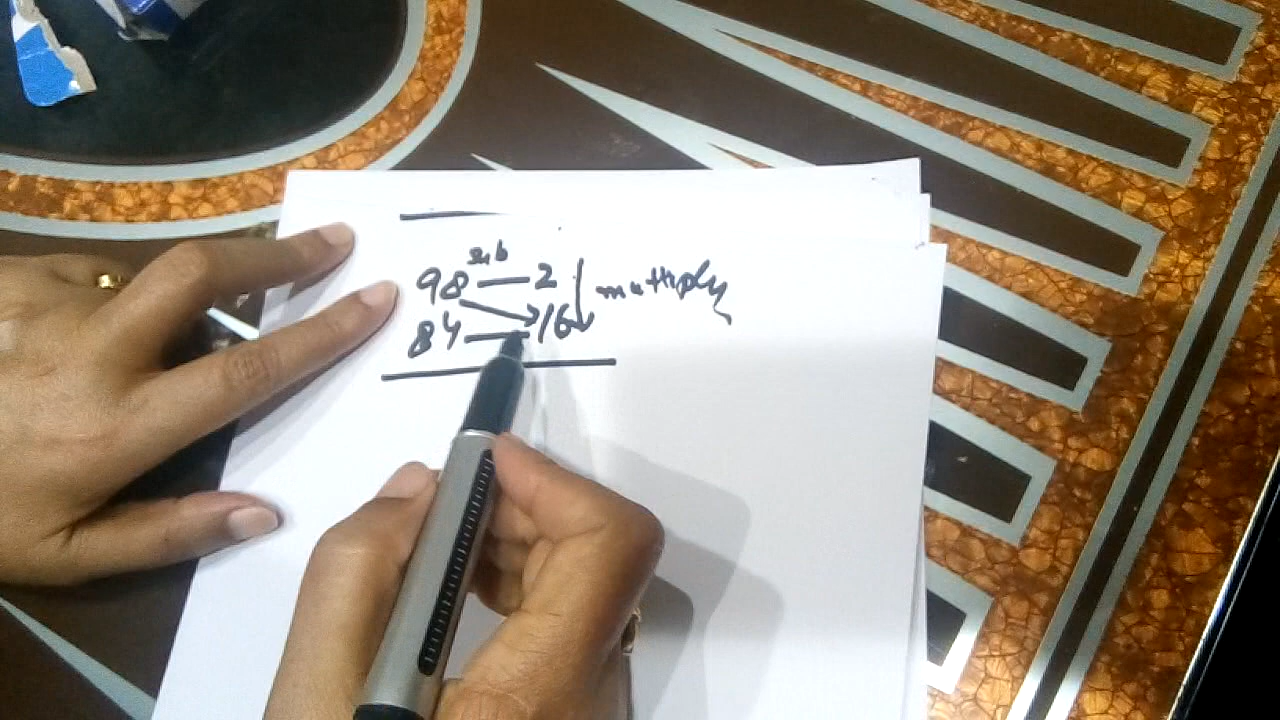 sub
98 — 2
84 — 16
multiply